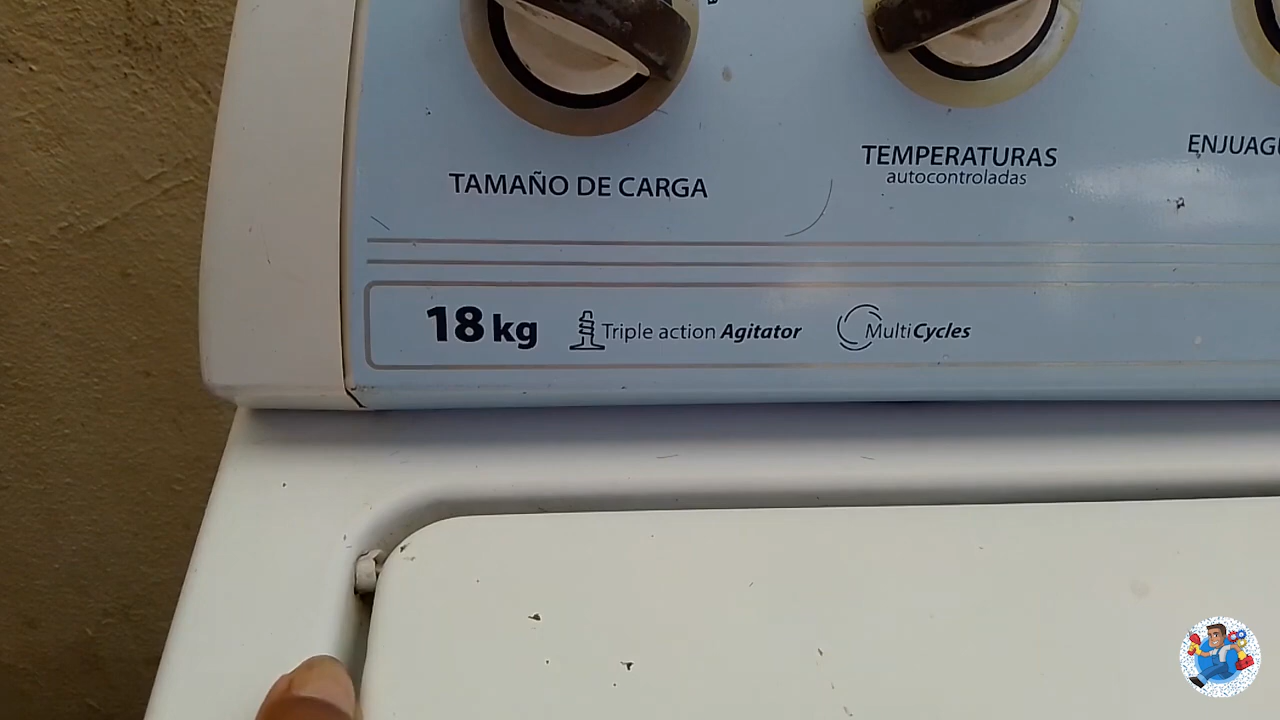 TAMAÑO DE CARGA
TEMPERATURAS
autocontroladas
18 kg
Triple action Agitator
MultiCycles